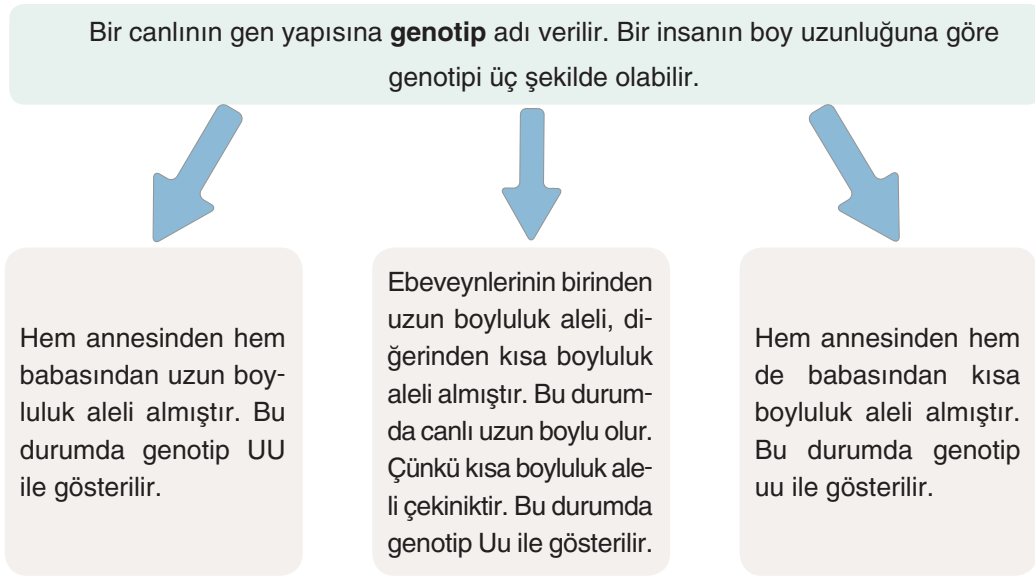 Bir canlının gen yapısına genotip adı verilir. Bir insanın boy uzunluğuna göre
genotipi üç şekilde olabilir.
Hem annesinden hem
babasından uzun boy-
luluk aleli almıştır. Bu
durumda genotip UU
ile gösterilir.
Ebeveynlerinin birinden
uzun boyluluk aleli, di-
ğerinden kısa boyluluk
aleli almıştır. Bu durum-
da canlı uzun boylu olur.
Çünkü kısa boyluluk ale-
li çekiniktir. Bu durumda
genotip Uu ile gösterilir.
Hem annesinden hem
de babasından kısa
boyluluk aleli almıştır.
Bu durumda genotip
uu ile gösterilir.